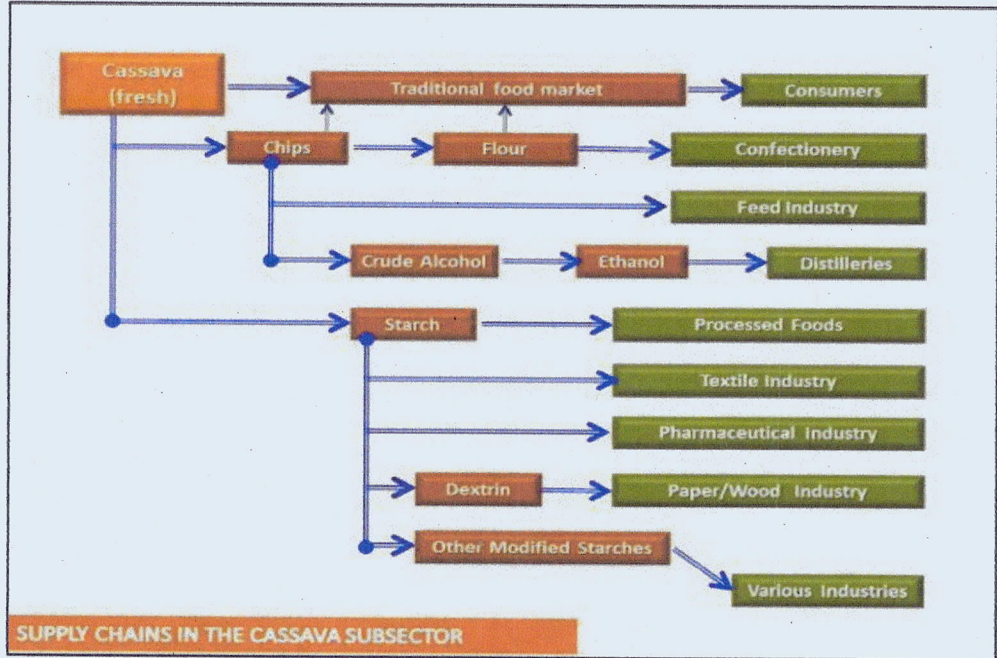 Cassava
(fresh)
Traditional food market
Consumers
Chips
Flour
Confectionery
Feed Industry
Crude Alcohol
Ethanol
Distilleries
Starch
Processed Foods
Textile Industry
Pharmaceutical Industry
Dextrin
Paper/Wood Industry
Other Modified Starches
Various Industries
SUPPLY CHAINS IN THE CASSAVA SUBSECTOR